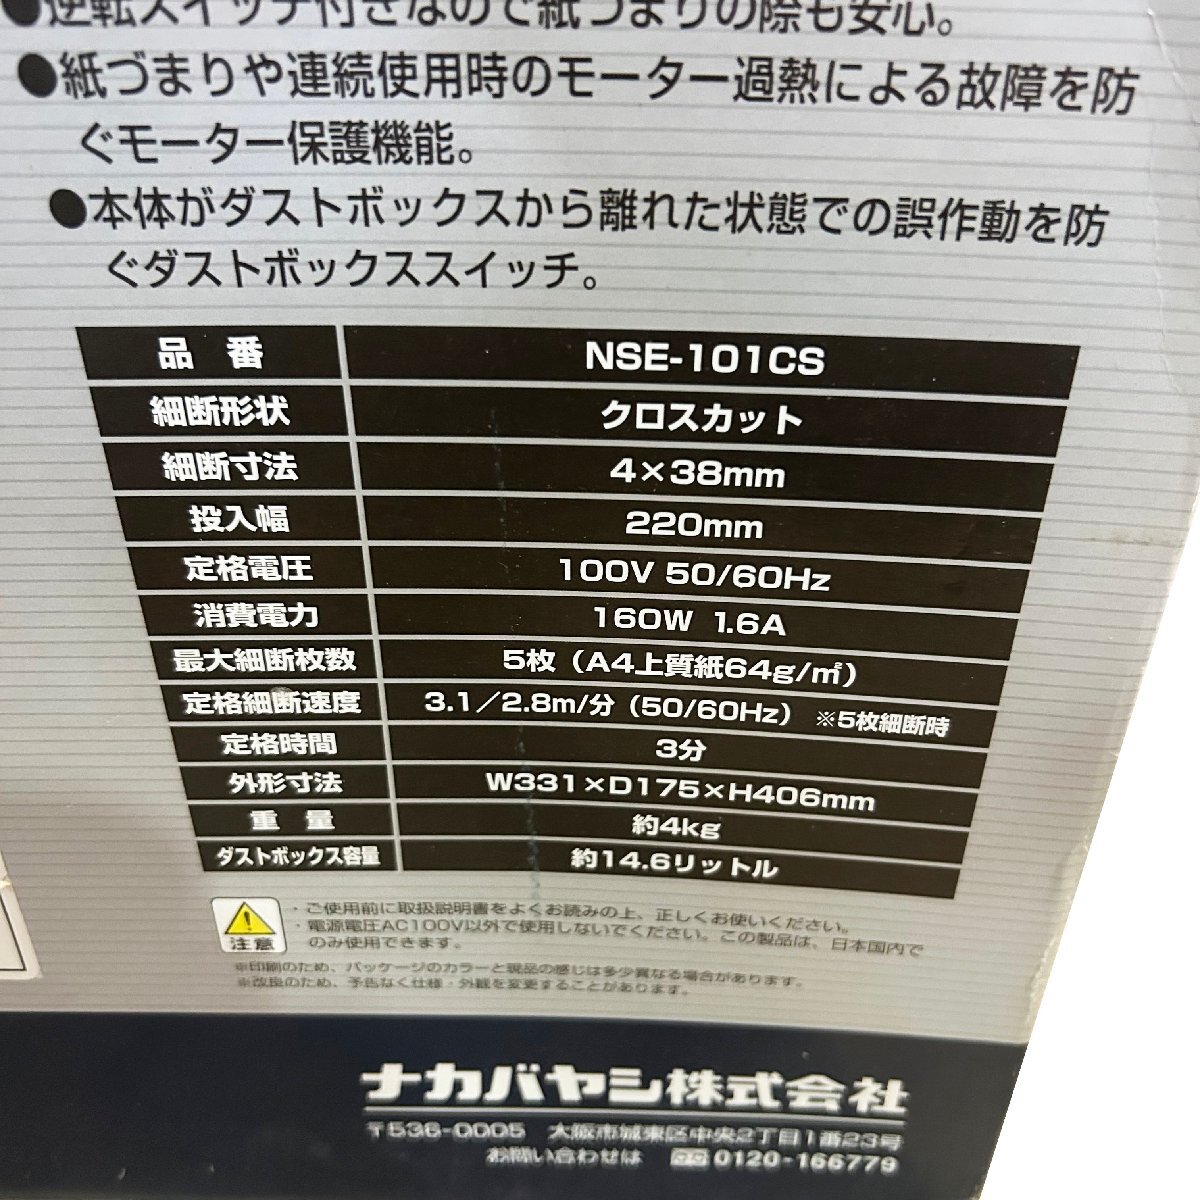 ●逆転スイッチ付きなので紙づまりの際も安心。
●紙づまりや連続使用時のモーター過熱による故障を防
ぐモーター保護機能。
●本体がダストボックスから離れた状態での誤作動を防
ぐダストボックススイッチ。
品 番 NSE-101CS
細断形状 クロスカット
細断寸法 4×38mm
投入幅 220mm
定格電圧 100V 50/60Hz
消費電力 160W 1.6A
最大細断枚数 5枚（A4上質紙64g/㎡）
定格細断速度 3.1／2.8m/分（50/60Hz）※5枚細断時
定格時間 3分
外形寸法 W331×D175×H406mm
重 量 約4kg
ダストボックス容量 約14.6リットル
注意
・ご使用前に取扱説明書をよくお読みの上、正しくお使いください。
・電源電圧AC100V以外で使用しないでください。この製品は、日本国内で
のみ使用できます。
※印刷のため、パッケージのカラーと現品の感じは多少異なる場合があります。
※改良のため、予告なく仕様・外観を変更することがあります。
ナカバヤシ株式会社
〒536-0005 大阪市城東区中央2丁目1番23号
お問い合わせは 0120-166779